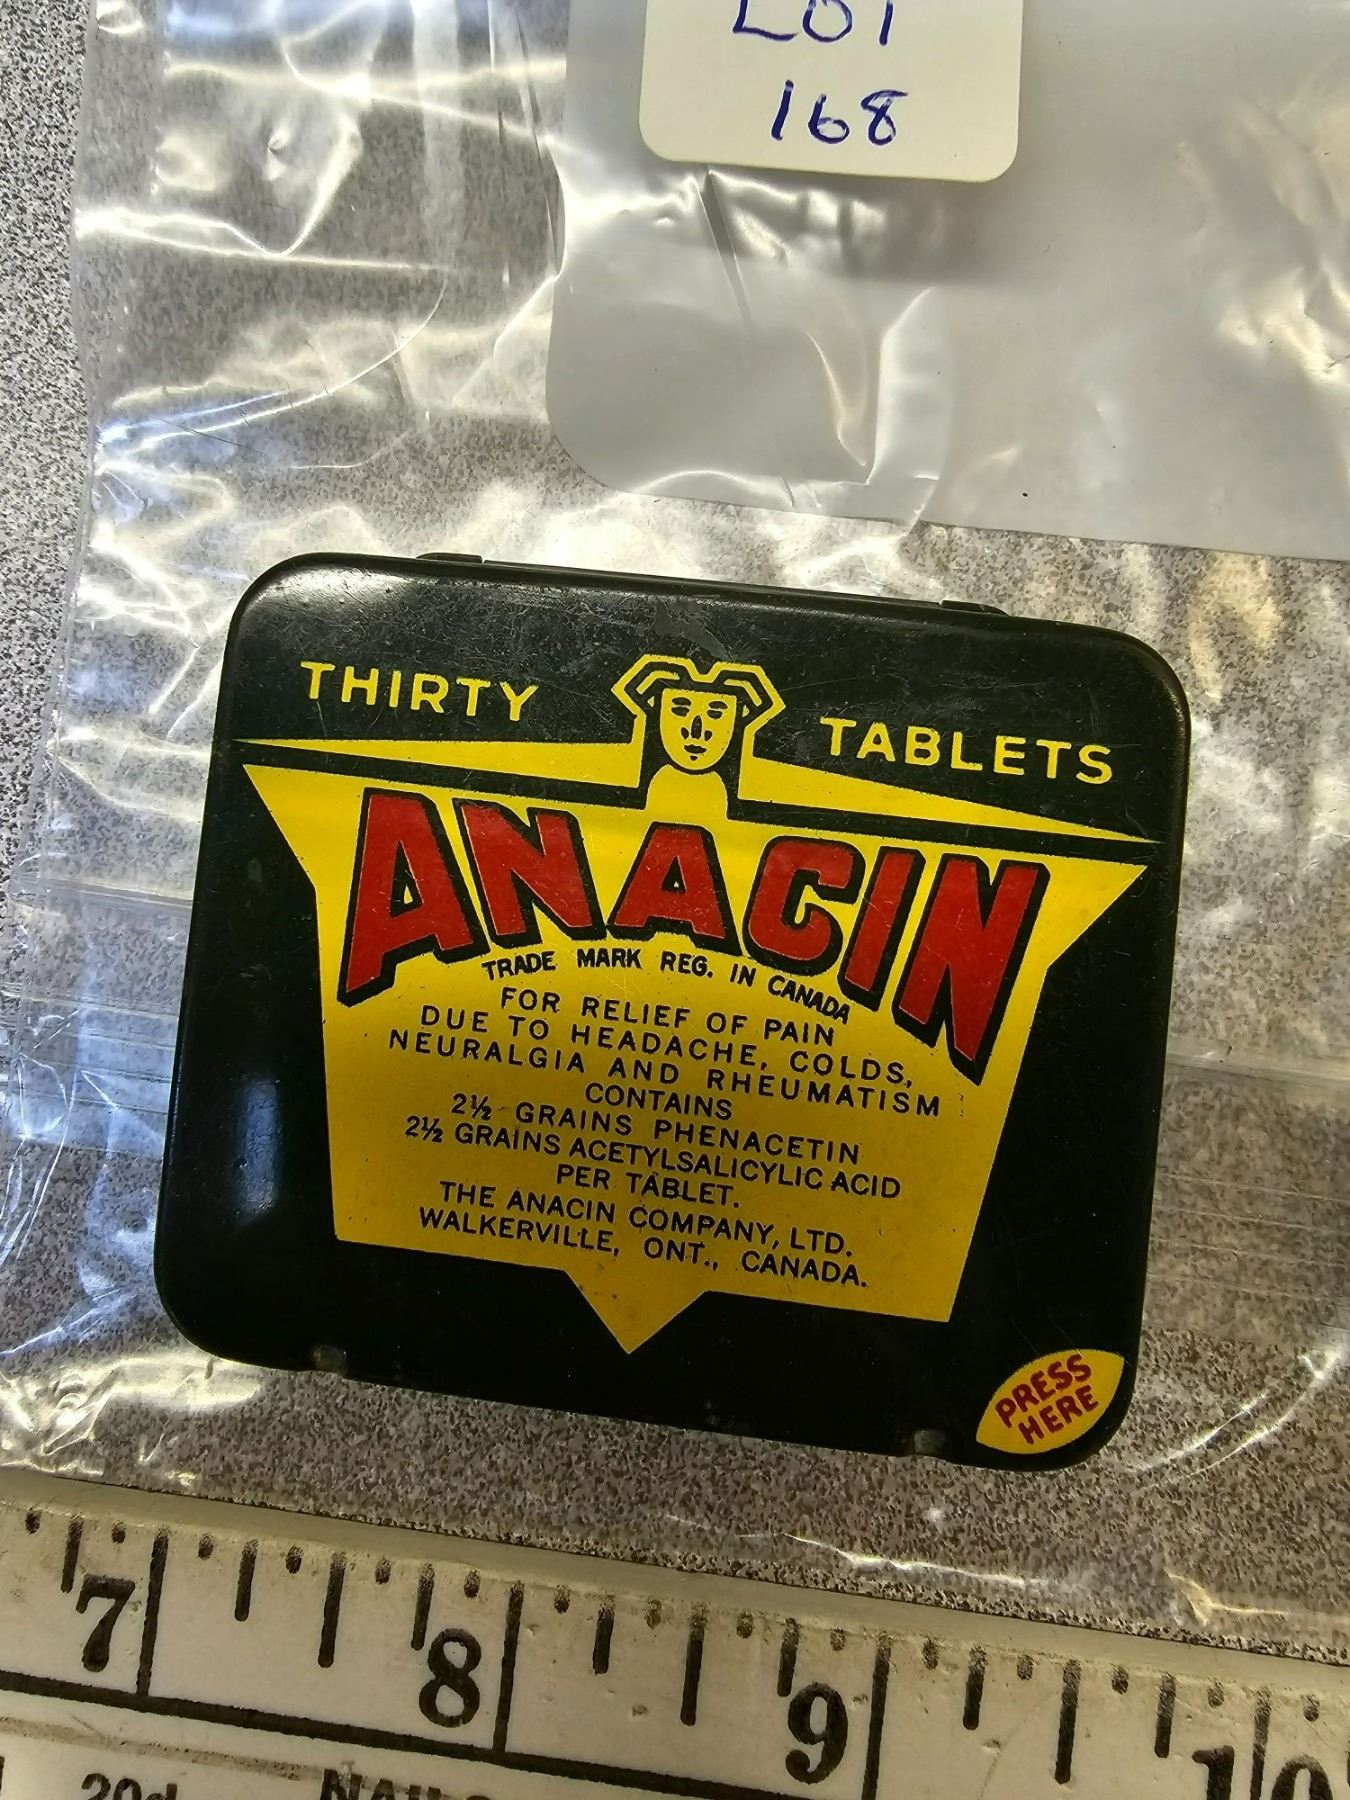 LOT
168
THIRTY TABLETS
ANACIN
TRADE MARK REG. IN CANADA
FOR RELIEF OF PAIN
DUE TO HEADACHE, COLDS,
NEURALGIA AND RHEUMATISM
CONTAINS
2½ GRAINS PHENACETIN
2½ GRAINS ACETYLSALICYLIC ACID
PER TABLET.
THE ANACIN COMPANY, LTD.
WALKERVILLE, ONT., CANADA.
PRESS
HERE
7 8 9 10
20d